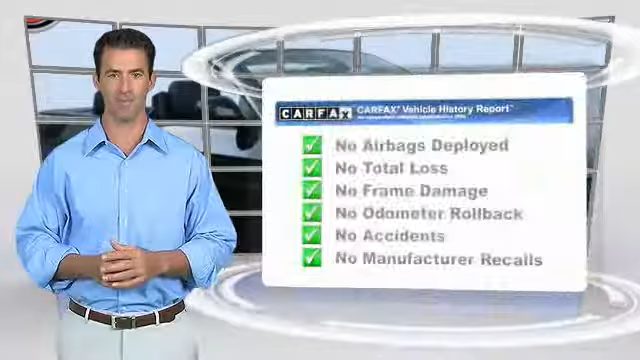 CARFAX CARFAX® Vehicle History Report™
No Airbags Deployed
No Total Loss
No Frame Damage
No Odometer Rollback
No Accidents
No Manufacturer Recalls